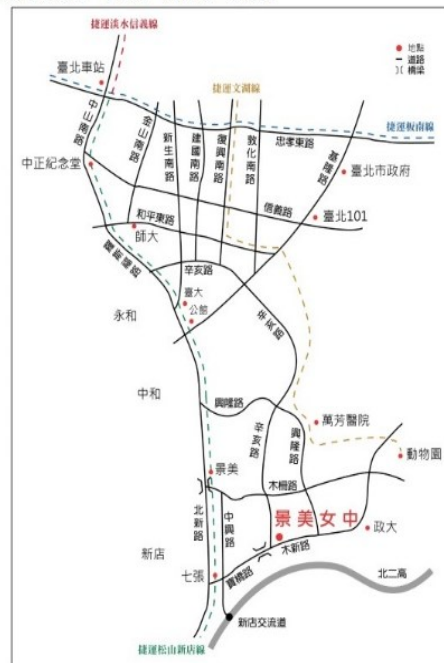 捷運淡水信義線
地點
道路
橋梁
臺北車站
捷運文湖線
中山南路
金山南路
新生南路
建國南路
復興南路
敦化南路
忠孝東路
捷運板南線
基隆路
中正紀念堂
臺北市政府
信義路
臺北101
和平東路
師大
羅斯福路
辛亥路
臺大
公館
永和
辛亥路
中和
興隆路
辛亥路
興隆路
萬芳醫院
動物園
景美
木柵路
北新路
中興路
景美女中
政大
木新路
新店
七張
寶橋路
北二高
新店交流道
捷運松山新店線